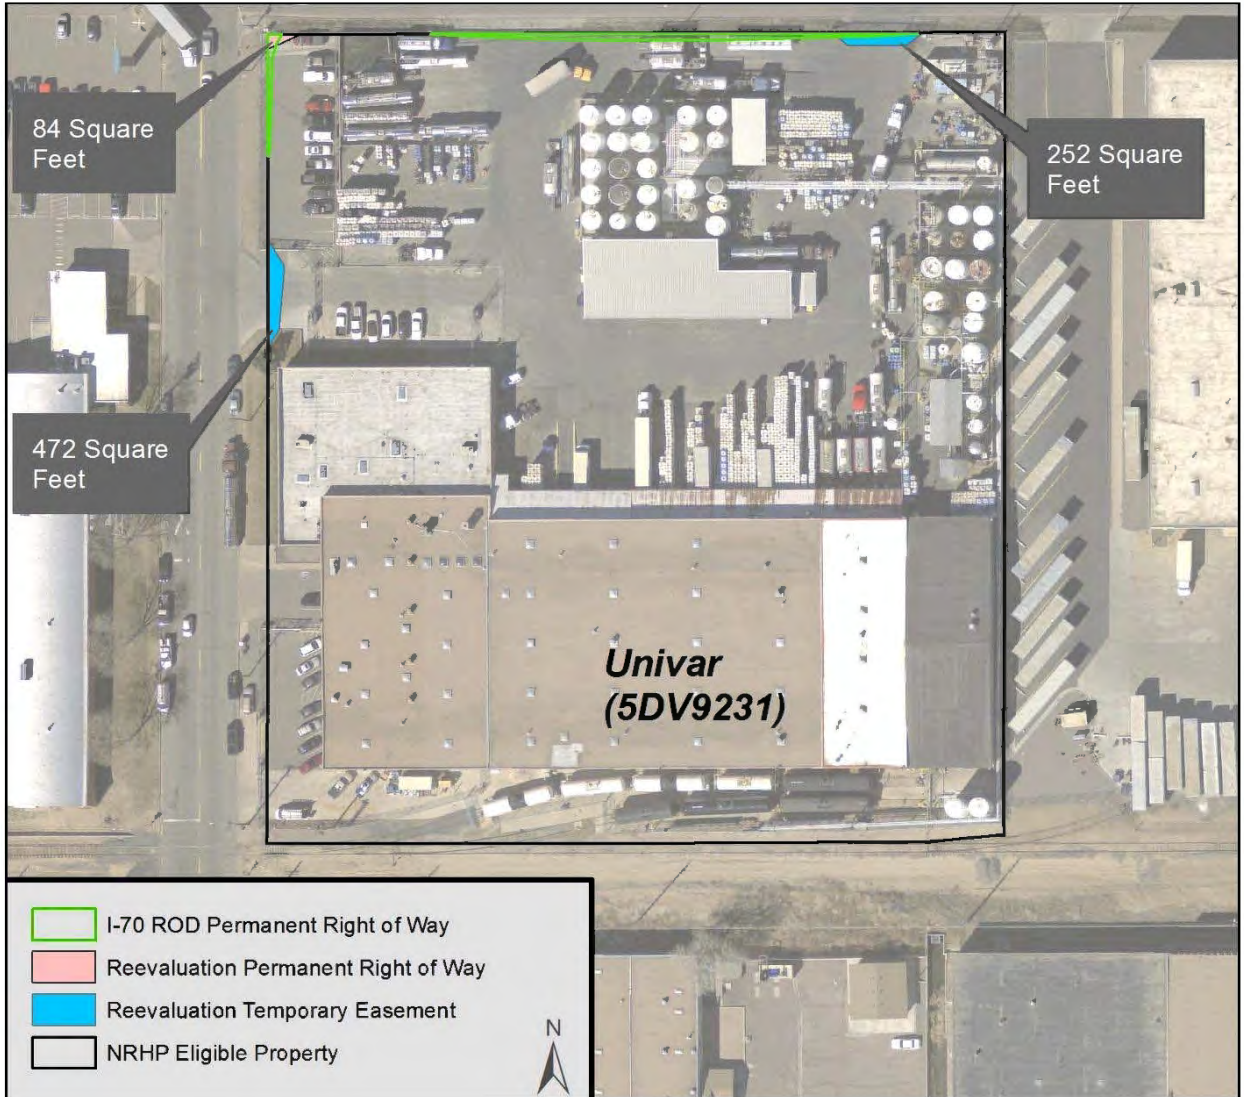 84 Square
Feet
252 Square
Feet
472 Square
Feet
Univar
(5DV9231)
I-70 ROD Permanent Right of Way
Reevaluation Permanent Right of Way
Reevaluation Temporary Easement
NRHP Eligible Property
N